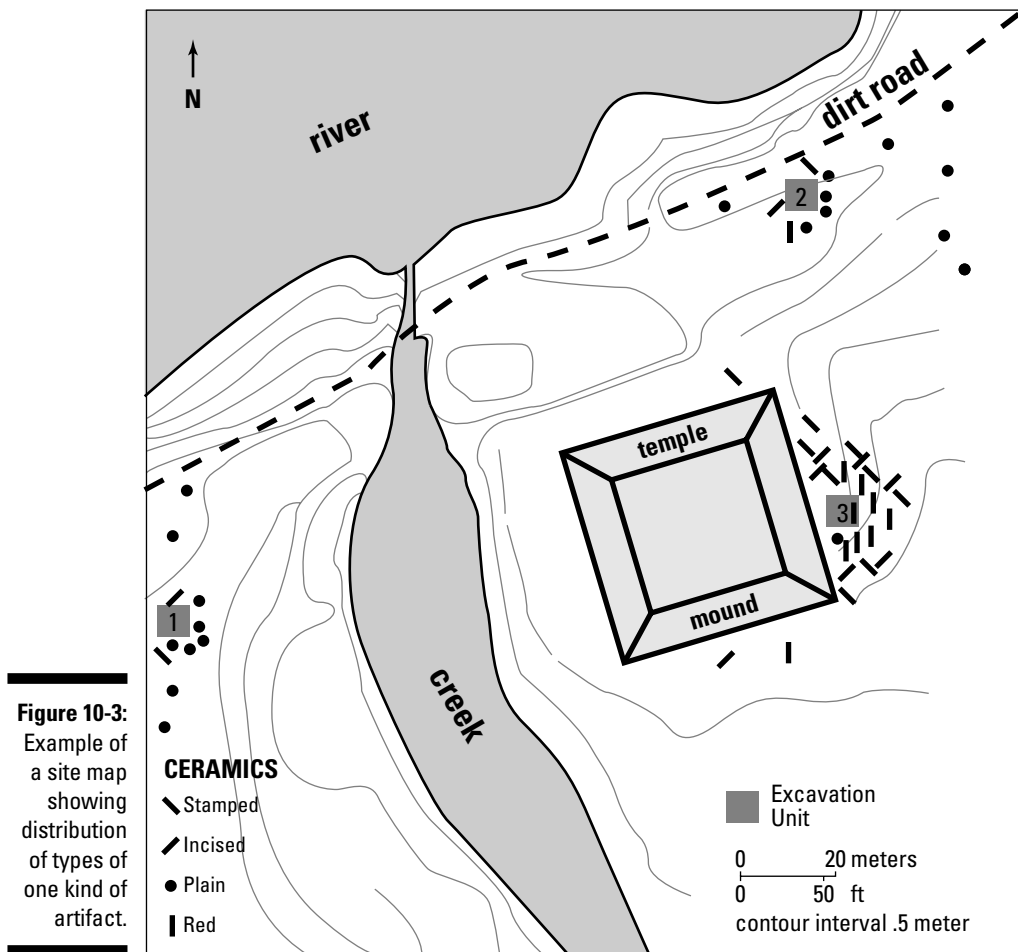 N
river
dirt road
2
temple
3
mound
1
creek
Figure 10-3:
Example of
a site map
showing
distribution
of types of
one kind of
artifact.
CERAMICS
Stamped
Incised
Plain
Red
Excavation
Unit
0 20 meters
0 50 ft
contour interval .5 meter